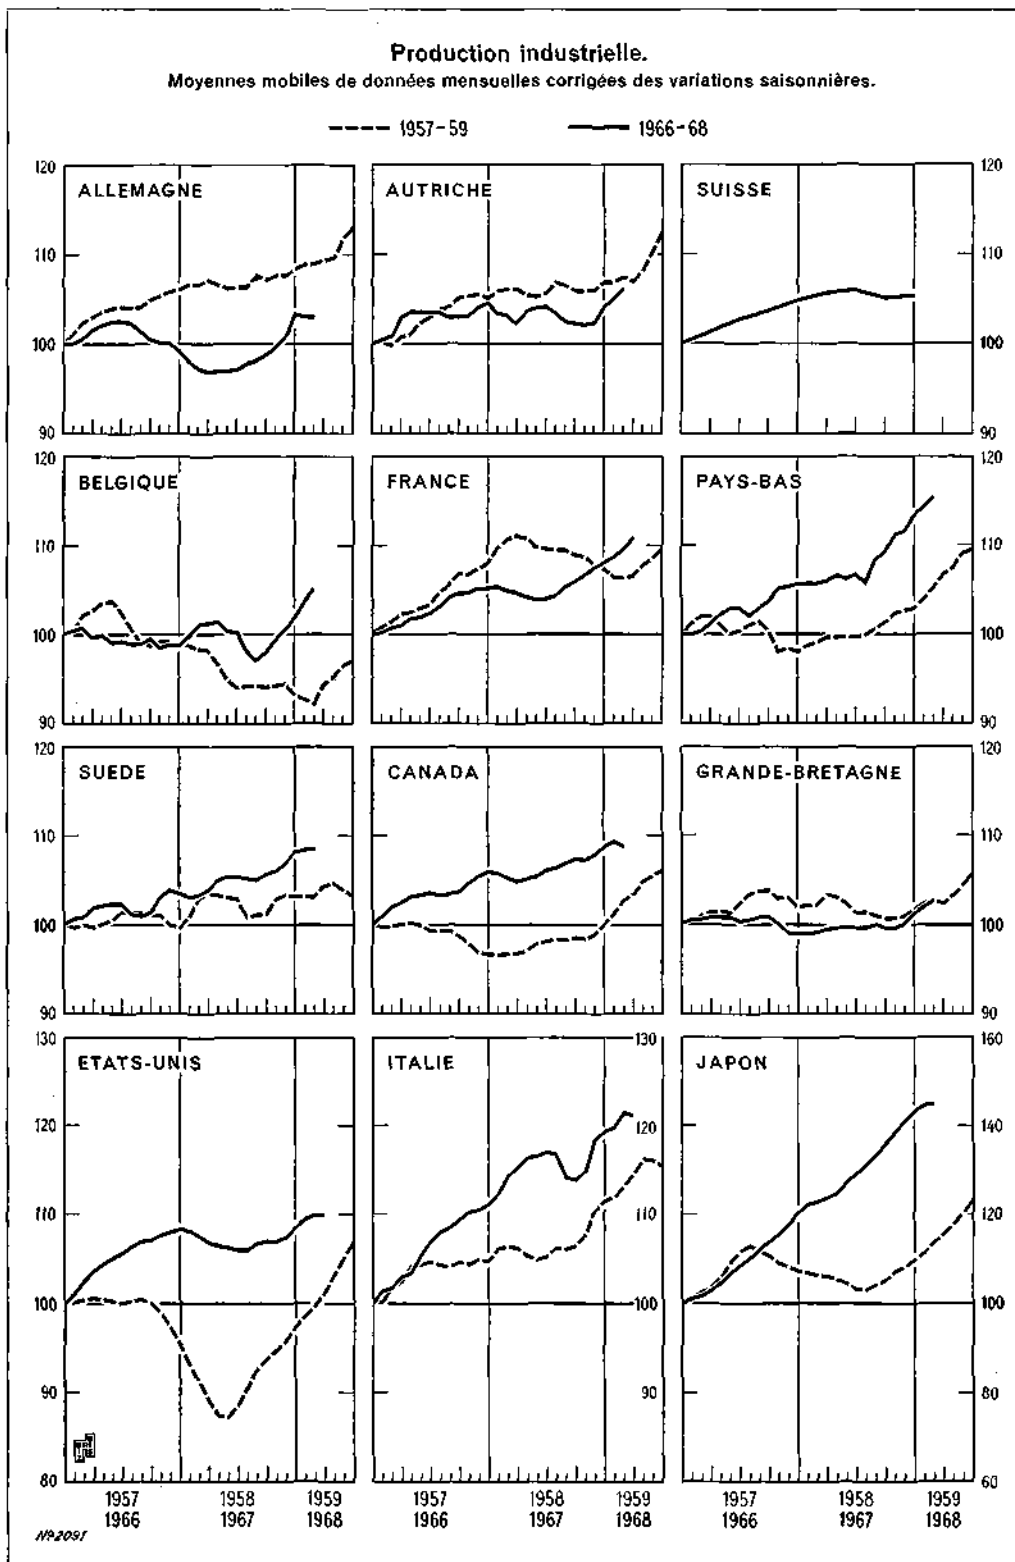 Production industrielle.
Moyennes mobiles de données mensuelles corrigées des variations saisonnières.
1957-59 1966-68
120 120
ALLEMAGNE AUTRICHE SUISSE
110 110
100 100
90 90
120 120
BELGIQUE FRANCE PAYS-BAS
110 110
100 100
90 90
120 120
SUEDE CANADA GRANDE-BRETAGNE
110 110
100 100
90 90
130 130 160
ETATS-UNIS ITALIE JAPON
120 120 140
110 110 120
100 100 100
90 90 80
80 60
1957 1958 1959 1957 1958 1959 1957 1958 1959
1966 1967 1968 1966 1967 1968 1966 1967 1968
Nº2091